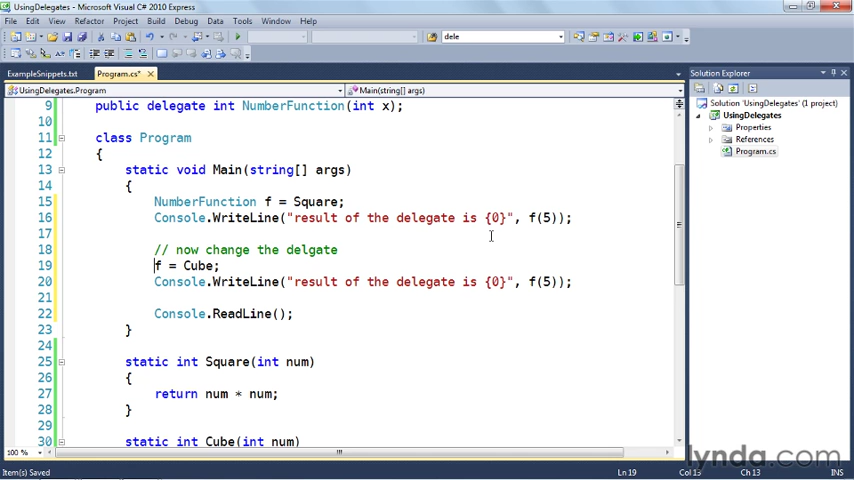 UsingDelegates - Microsoft Visual C# 2010 Express
File Edit View Refactor Project Build Debug Data Tools Window Help
dele
ExampleSnippets.txt Program.cs*
UsingDelegates.Program Main(string[] args)
9 public delegate int NumberFunction(int x);
10
11 class Program
12 {
13 static void Main(string[] args)
14 {
15 NumberFunction f = Square;
16 Console.WriteLine("result of the delegate is {0}", f(5));
17
18 // now change the delgate
19 f = Cube;
20 Console.WriteLine("result of the delegate is {0}", f(5));
21
22 Console.ReadLine();
23 }
24
25 static int Square(int num)
26 {
27 return num * num;
28 }
29
30 static int Cube(int num)
100 %
Solution Explorer
Solution 'UsingDelegates' (1 project)
UsingDelegates
Properties
References
Program.cs
Item(s) Saved Ln 19 Col 13 Ch 13 INS
lynda.com